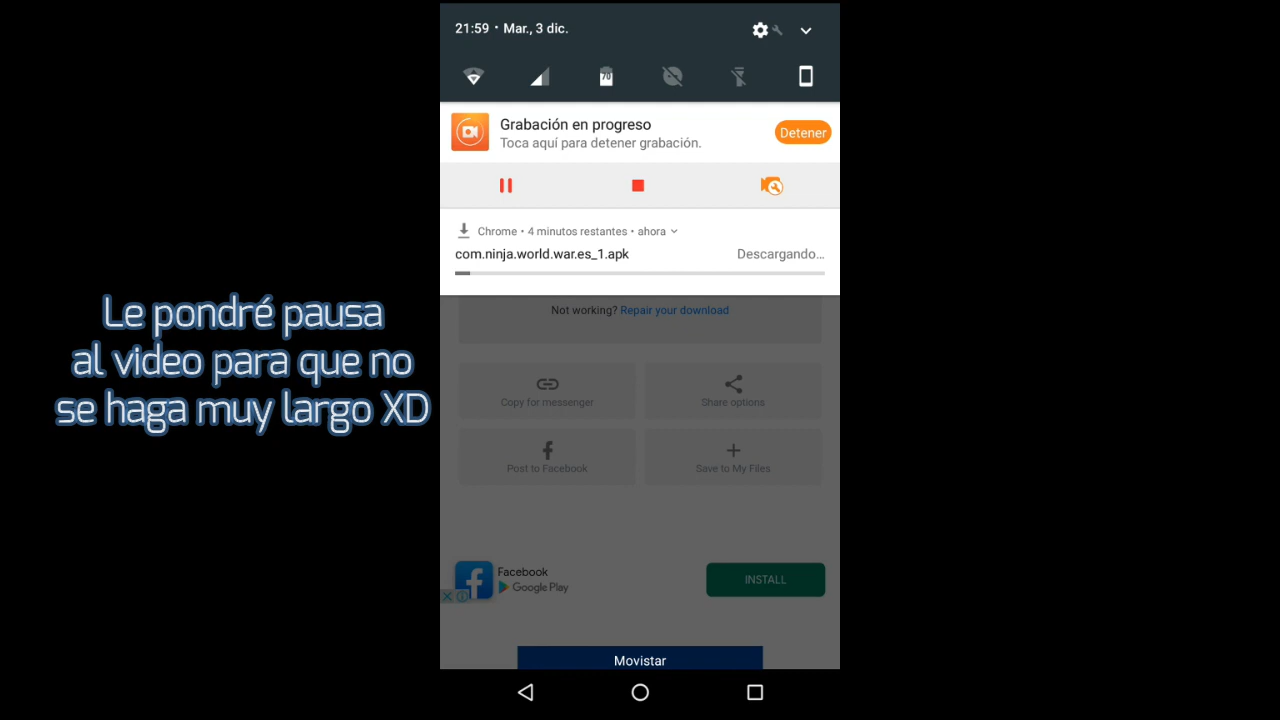 21:59 • Mar., 3 dic.
70
Grabación en progreso
Toca aquí para detener grabación.
Detener
Chrome • 4 minutos restantes • ahora
com.ninja.world.war.es_1.apk
Descargando...
Le pondré pausa
al video para que no
se haga muy largo XD
Not working? Repair your download
Copy for messenger
Share options
Post to Facebook
Save to My Files
Facebook
Google Play
INSTALL
Movistar